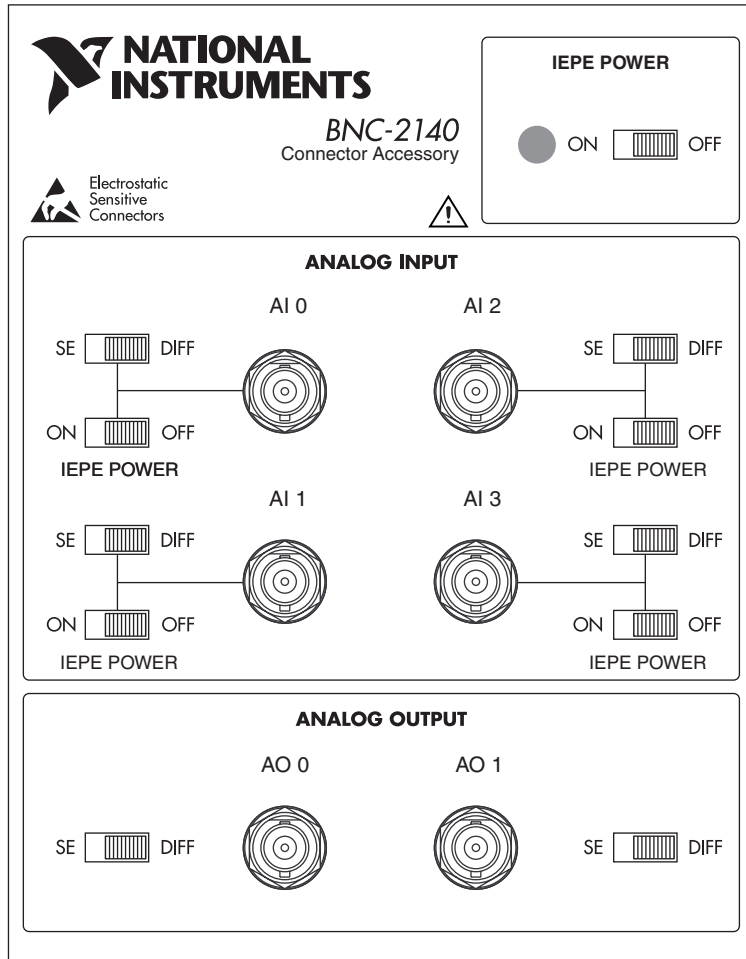 NATIONAL
INSTRUMENTS
BNC-2140
Connector Accessory
Electrostatic
Sensitive
Connectors
IEPE POWER
ON OFF
ANALOG INPUT
AI 0 AI 2
SE DIFF SE DIFF
ON OFF ON OFF
IEPE POWER IEPE POWER
AI 1 AI 3
SE DIFF SE DIFF
ON OFF ON OFF
IEPE POWER IEPE POWER
ANALOG OUTPUT
AO 0 AO 1
SE DIFF SE DIFF